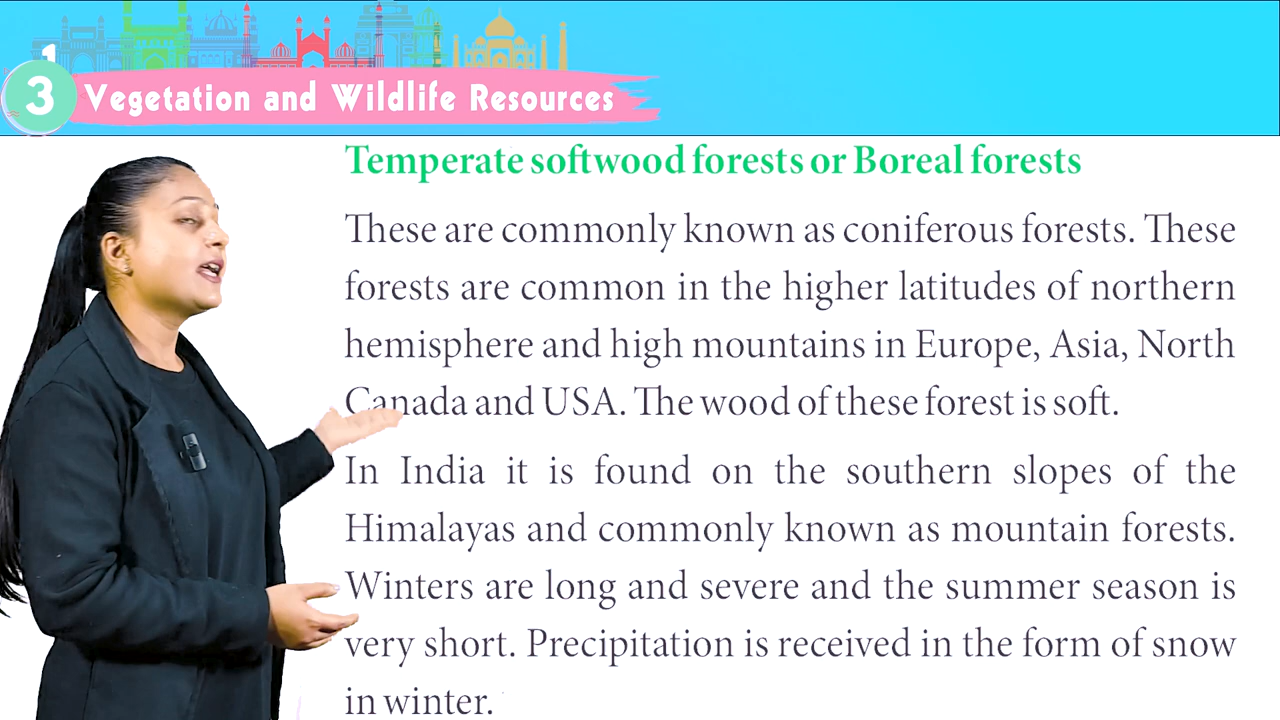 1
3 Vegetation and Wildlife Resources
Temperate softwood forests or Boreal forests
These are commonly known as coniferous forests. These
forests are common in the higher latitudes of northern
hemisphere and high mountains in Europe, Asia, North
Canada and USA. The wood of these forest is soft.
In India it is found on the southern slopes of the
Himalayas and commonly known as mountain forests.
Winters are long and severe and the summer season is
very short. Precipitation is received in the form of snow
in winter.